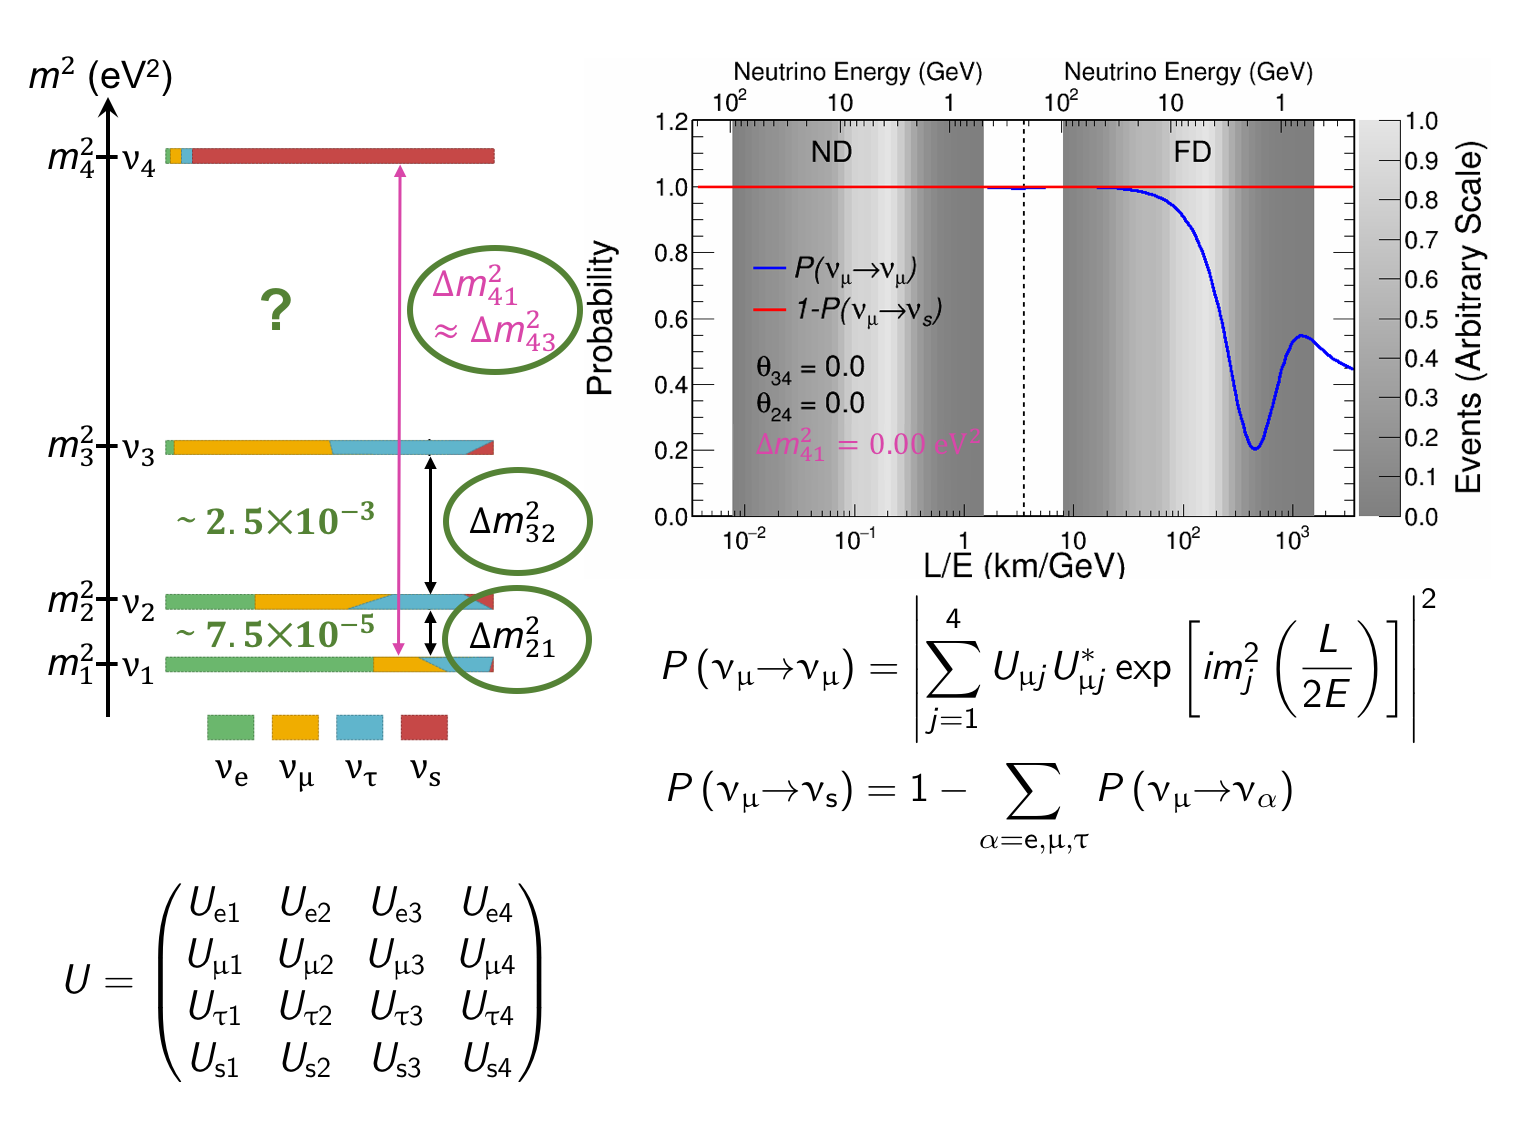 m² (eV²)
m₄² ν₄
Δm²₄₁
≈ Δm²₄₃
?
m₃² ν₃
~ 2.5×10⁻³
Δm²₃₂
m₂² ν₂
~ 7.5×10⁻⁵
Δm²₂₁
m₁² ν₁
νe νμ ντ νs
Neutrino Energy (GeV) Neutrino Energy (GeV)
10² 10 1 10² 10 1
ND FD
Probability
1.2
1.0
0.8
0.6
0.4
0.2
0.0
P(νμ→νμ)
1-P(νμ→νs)
θ₃₄ = 0.0
θ₂₄ = 0.0
Δm²₄₁ = 0.00 eV²
10⁻² 10⁻¹ 1 10 10² 10³
L/E (km/GeV)
1.0
0.9
0.8
0.7
0.6
0.5
0.4
0.3
0.2
0.1
0.0
Events (Arbitrary Scale)
P (νμ→νμ) = |∑⁴ⱼ₌₁ Uμj U*μj exp [im²ⱼ (L/2E)]|²
P (νμ→νs) = 1 − ∑α=e,μ,τ P (νμ→να)
U =
Ue1 Ue2 Ue3 Ue4
Uμ1 Uμ2 Uμ3 Uμ4
Uτ1 Uτ2 Uτ3 Uτ4
Us1 Us2 Us3 Us4